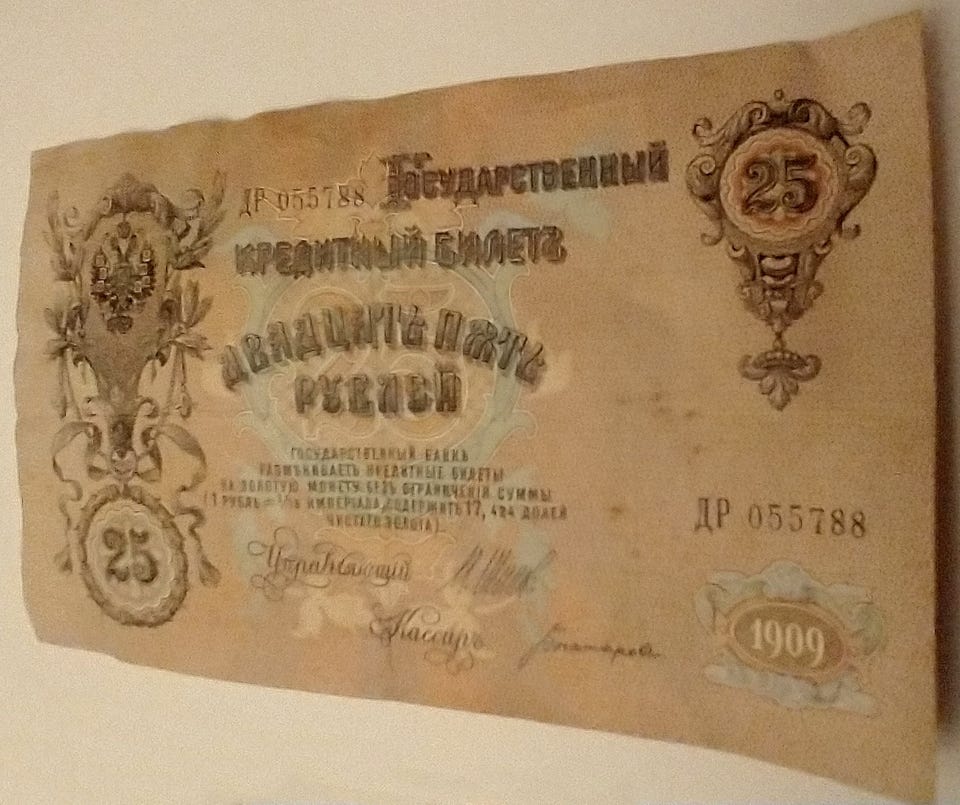 ДР 055788 ГОСУДАРСТВЕННЫЙ
КРЕДИТНЫЙ БИЛЕТЪ
ДВАДЦАТЬ ПЯТЬ
РУБЛЕЙ
ГОСУДАРСТВЕННЫЙ БАНКЪ
РАЗМѢНИВАЕТЪ КРЕДИТНЫЕ БИЛЕТЫ
НА ЗОЛОТУЮ МОНЕТУ БЕЗЪ ОГРАНИЧЕНІЯ СУММЫ
(1 РУБЛЬ = 1/15 ИМПЕРІАЛА, СОДЕРЖИТЪ 17,424 ДОЛЕЙ
ЧИСТАГО ЗОЛОТА).
Управляющій
Кассиръ
25
25
25
ДР 055788
1909